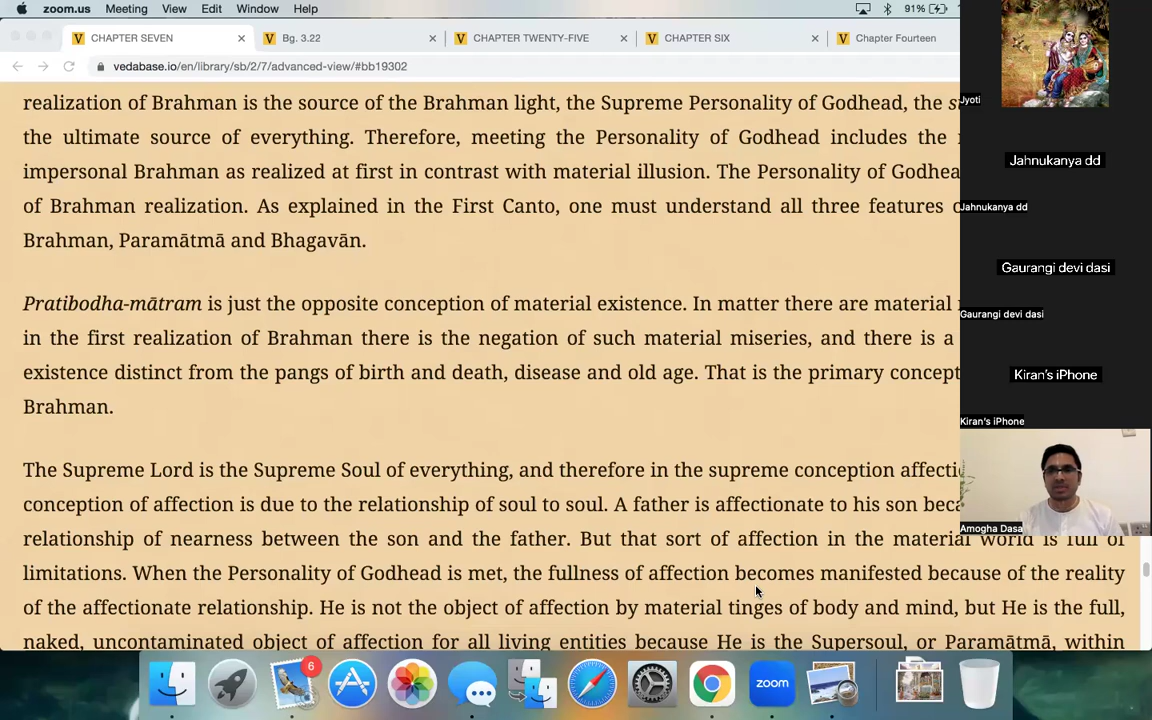 zoom.us Meeting View Edit Window Help 91%
CHAPTER SEVEN Bg. 3.22 CHAPTER TWENTY-FIVE CHAPTER SIX Chapter Fourteen
vedabase.io/en/library/sb/2/7/advanced-view/#bb19302
realization of Brahman is the source of the Brahman light, the Supreme Personality of Godhead, the
the ultimate source of everything. Therefore, meeting the Personality of Godhead includes the
impersonal Brahman as realized at first in contrast with material illusion. The Personality of Godhea
of Brahman realization. As explained in the First Canto, one must understand all three features
Brahman, Paramātmā and Bhagavān.
Pratibodha-mātram is just the opposite conception of material existence. In matter there are material
in the first realization of Brahman there is the negation of such material miseries, and there is a
existence distinct from the pangs of birth and death, disease and old age. That is the primary concept
Brahman.
The Supreme Lord is the Supreme Soul of everything, and therefore in the supreme conception affecti
conception of affection is due to the relationship of soul to soul. A father is affectionate to his son beca
relationship of nearness between the son and the father. But that sort of affection in the material world is full of
limitations. When the Personality of Godhead is met, the fullness of affection becomes manifested because of the reality
of the affectionate relationship. He is not the object of affection by material tinges of body and mind, but He is the full,
naked, uncontaminated object of affection for all living entities because He is the Supersoul, or Paramātmā, within
Jyoti
Jahnukanya dd
Jahnukanya dd
Gaurangi devi dasi
Gaurangi devi dasi
Kiran's iPhone
Kiran's iPhone
Amogha Dasa
6
zoom